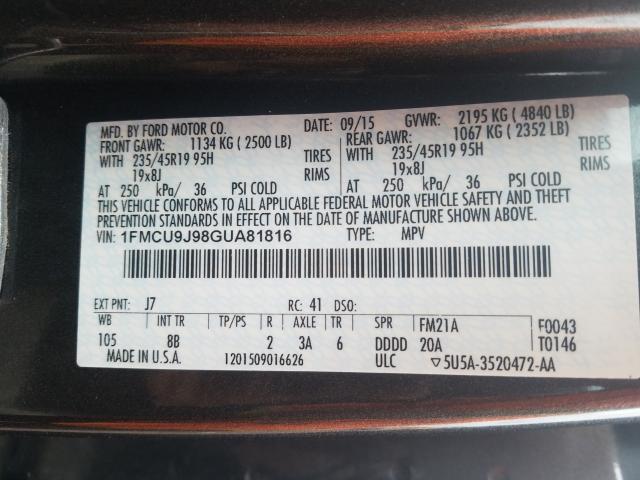 MFD. BY FORD MOTOR CO. DATE: 09/15 GVWR: 2195 KG ( 4840 LB)
FRONT GAWR: 1134 KG ( 2500 LB) REAR GAWR: 1067 KG ( 2352 LB)
WITH 235/45R19 95H TIRES WITH 235/45R19 95H TIRES
19x8J RIMS 19x8J RIMS
AT 250 kPa/ 36 PSI COLD AT 250 kPa/ 36 PSI COLD
THIS VEHICLE CONFORMS TO ALL APPLICABLE FEDERAL MOTOR VEHICLE SAFETY AND THEFT
PREVENTION STANDARDS IN EFFECT ON THE DATE OF MANUFACTURE SHOWN ABOVE.
VIN: 1FMCU9J98GUA81816 TYPE: MPV
EXT PNT: J7 RC: 41 DSO:
WB INT TR TP/PS R AXLE TR SPR FM21A F0043
105 8B 2 3A 6 DDDD 20A T0146
MADE IN U.S.A. 1201509016626 ULC ▽5U5A-3520472-AA